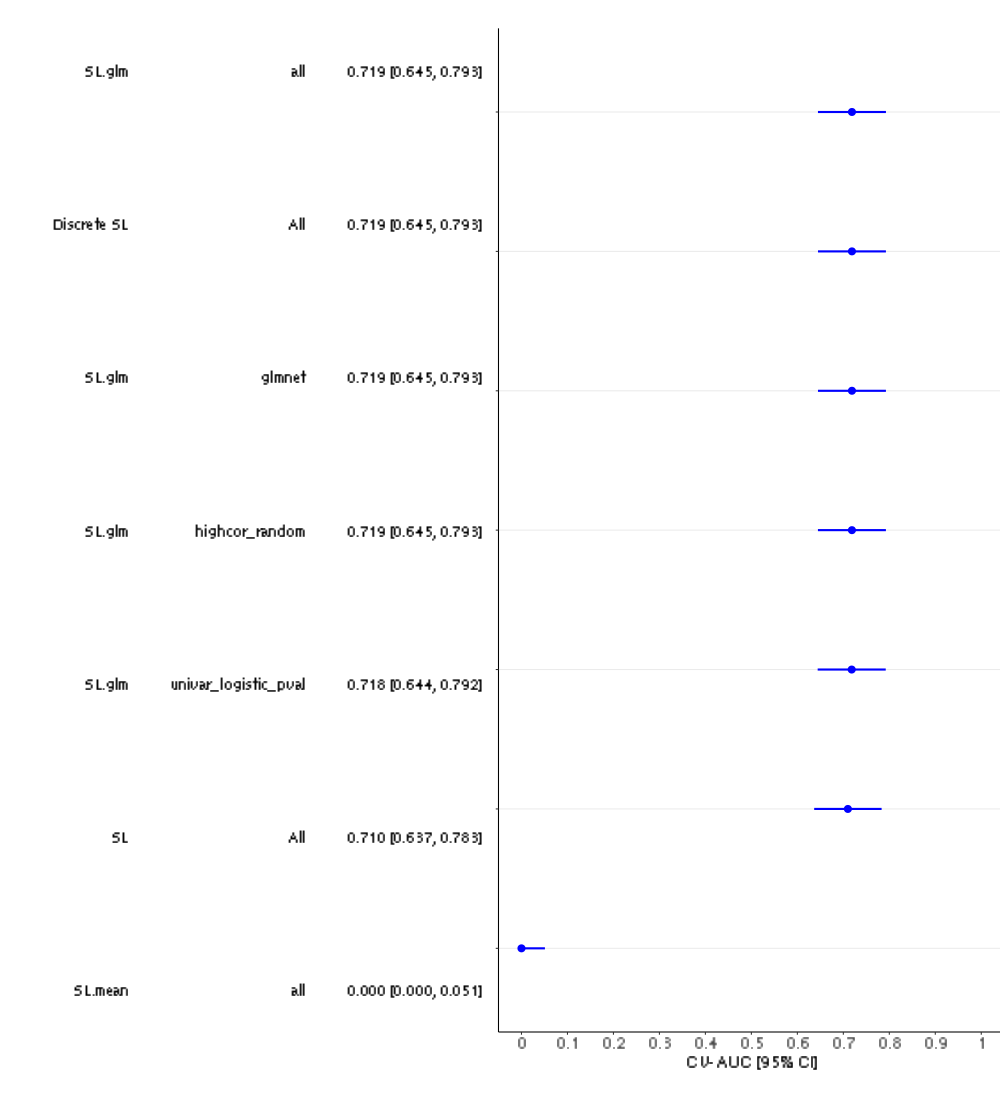 SL.glm all 0.719 [0.645, 0.793]
Discrete SL All 0.719 [0.645, 0.793]
SL.glm glmnet 0.719 [0.645, 0.793]
SL.glm highcor_random 0.719 [0.645, 0.793]
SL.glm univar_logistic_pval 0.718 [0.644, 0.792]
SL All 0.710 [0.637, 0.783]
SL.mean all 0.000 [0.000, 0.051]
0 0.1 0.2 0.3 0.4 0.5 0.6 0.7 0.8 0.9 1
CV-AUC [95% CI]